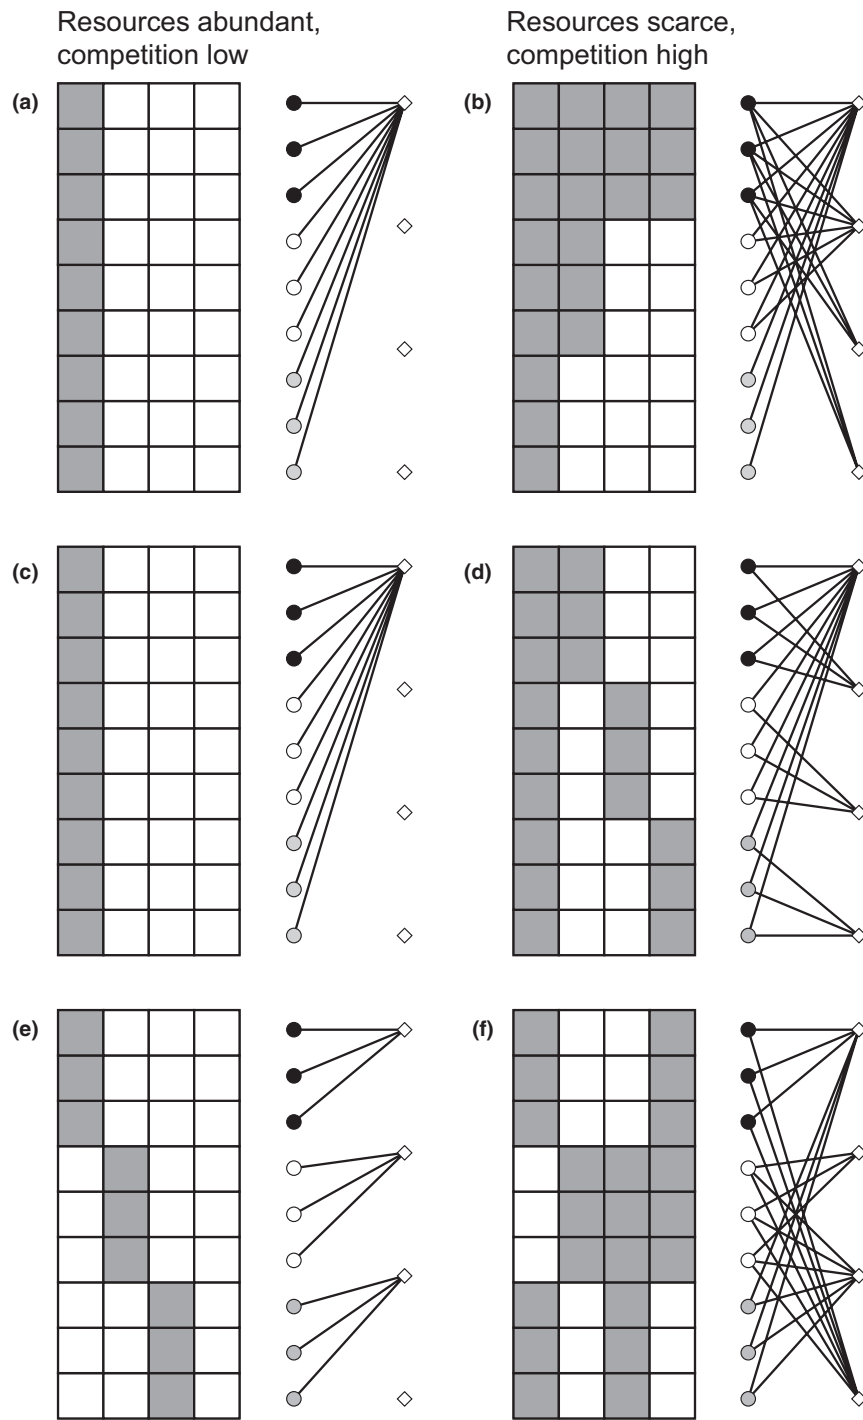 Resources abundant,
competition low
Resources scarce,
competition high
(a)
(b)
(c)
(d)
(e)
(f)